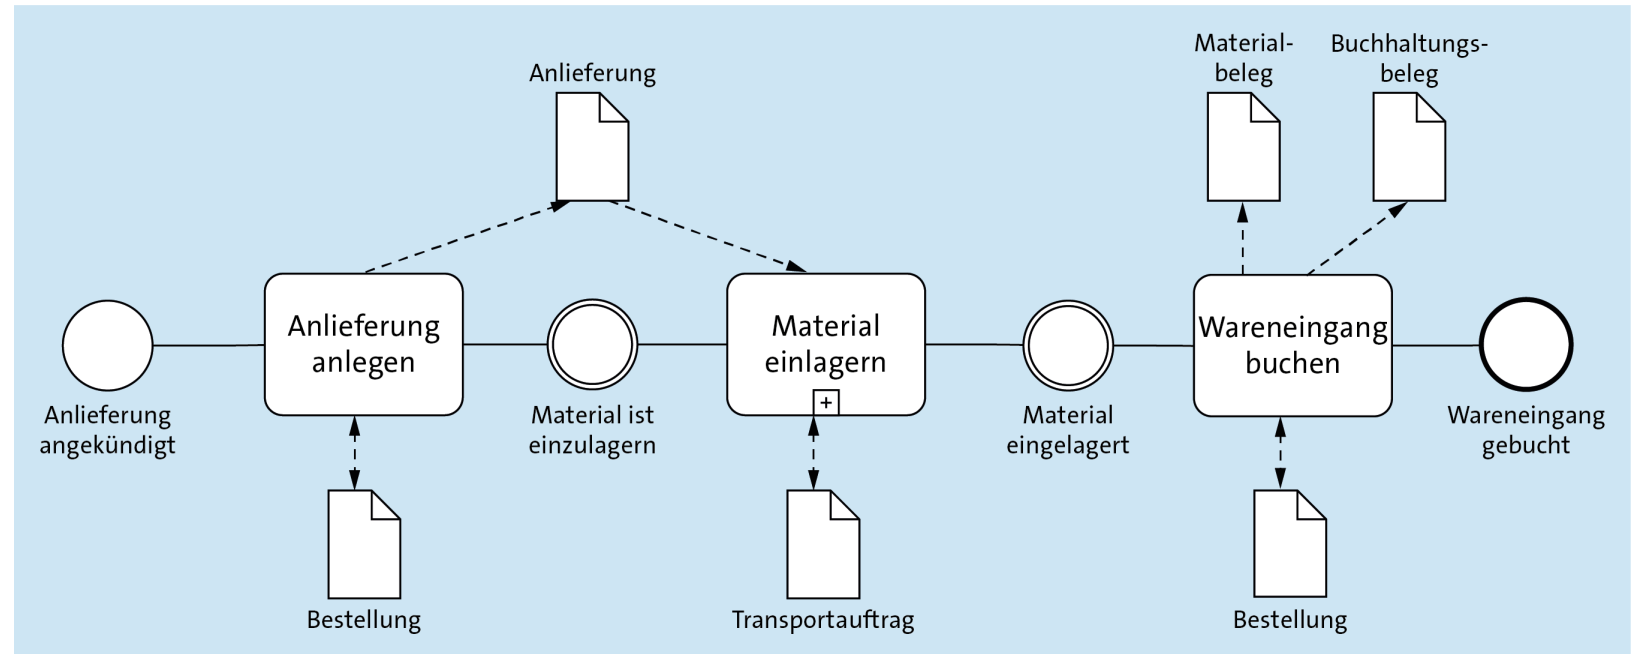 Anlieferung
Material-
beleg
Buchhaltungs-
beleg
Anlieferung
angekündigt
Anlieferung
anlegen
Material ist
einzulagern
Material
einlagern
+
Material
eingelagert
Wareneingang
buchen
Wareneingang
gebucht
Bestellung
Transportauftrag
Bestellung